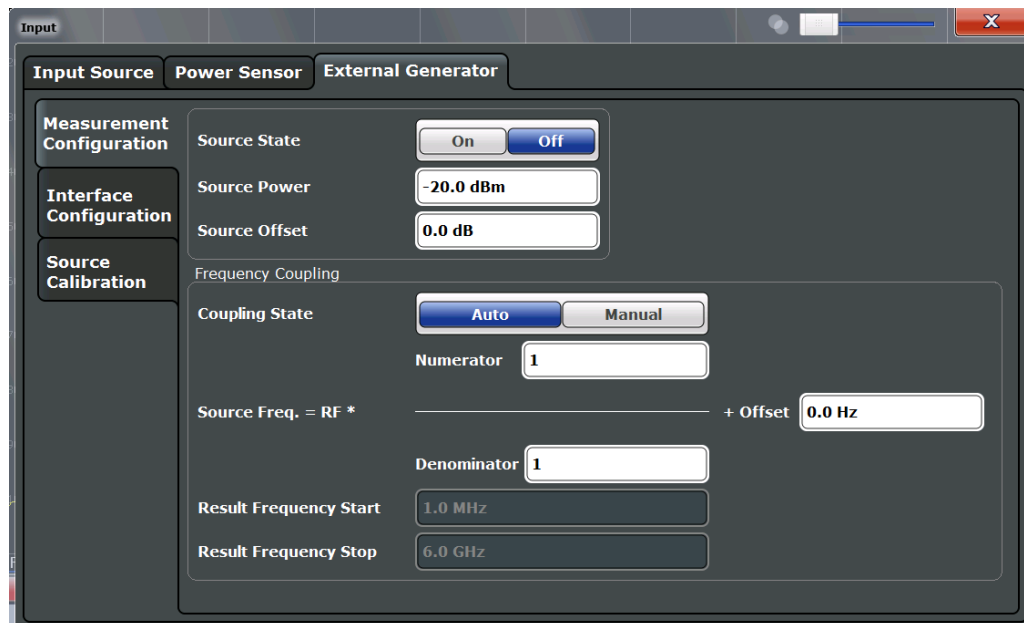 Input
X
Input Source Power Sensor External Generator
Measurement
Configuration
Interface
Configuration
Source
Calibration
Source State On Off
Source Power -20.0 dBm
Source Offset 0.0 dB
Frequency Coupling
Coupling State Auto Manual
Numerator 1
Source Freq. = RF * + Offset 0.0 Hz
Denominator 1
Result Frequency Start 1.0 MHz
Result Frequency Stop 6.0 GHz